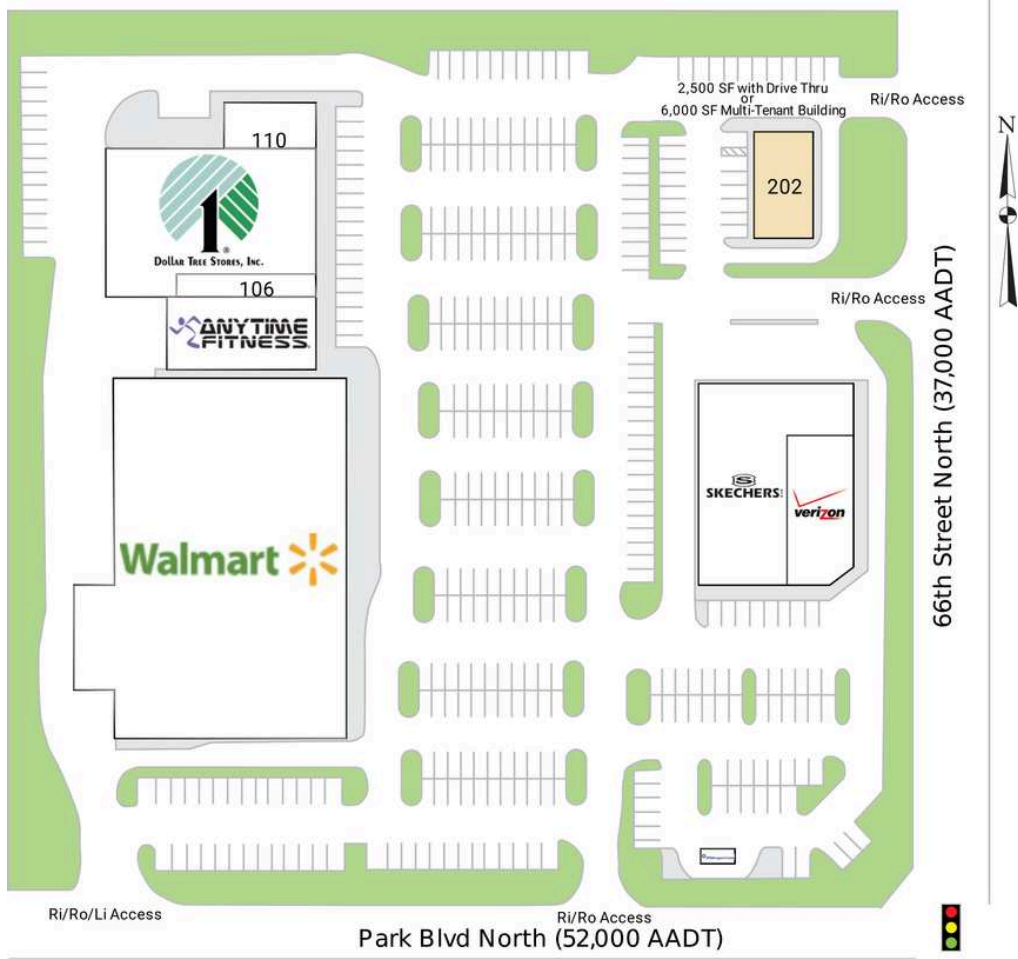 2,500 SF with Drive Thru
or
6,000 SF Multi-Tenant Building
Ri/Ro Access
N
110
202
1
®
Dollar Tree Stores, Inc.
106
Ri/Ro Access
ANYTIME
FITNESS
66th Street North (37,000 AADT)
S
SKECHERS
verizon
Walmart
Ri/Ro/Li Access
Ri/Ro Access
Park Blvd North (52,000 AADT)